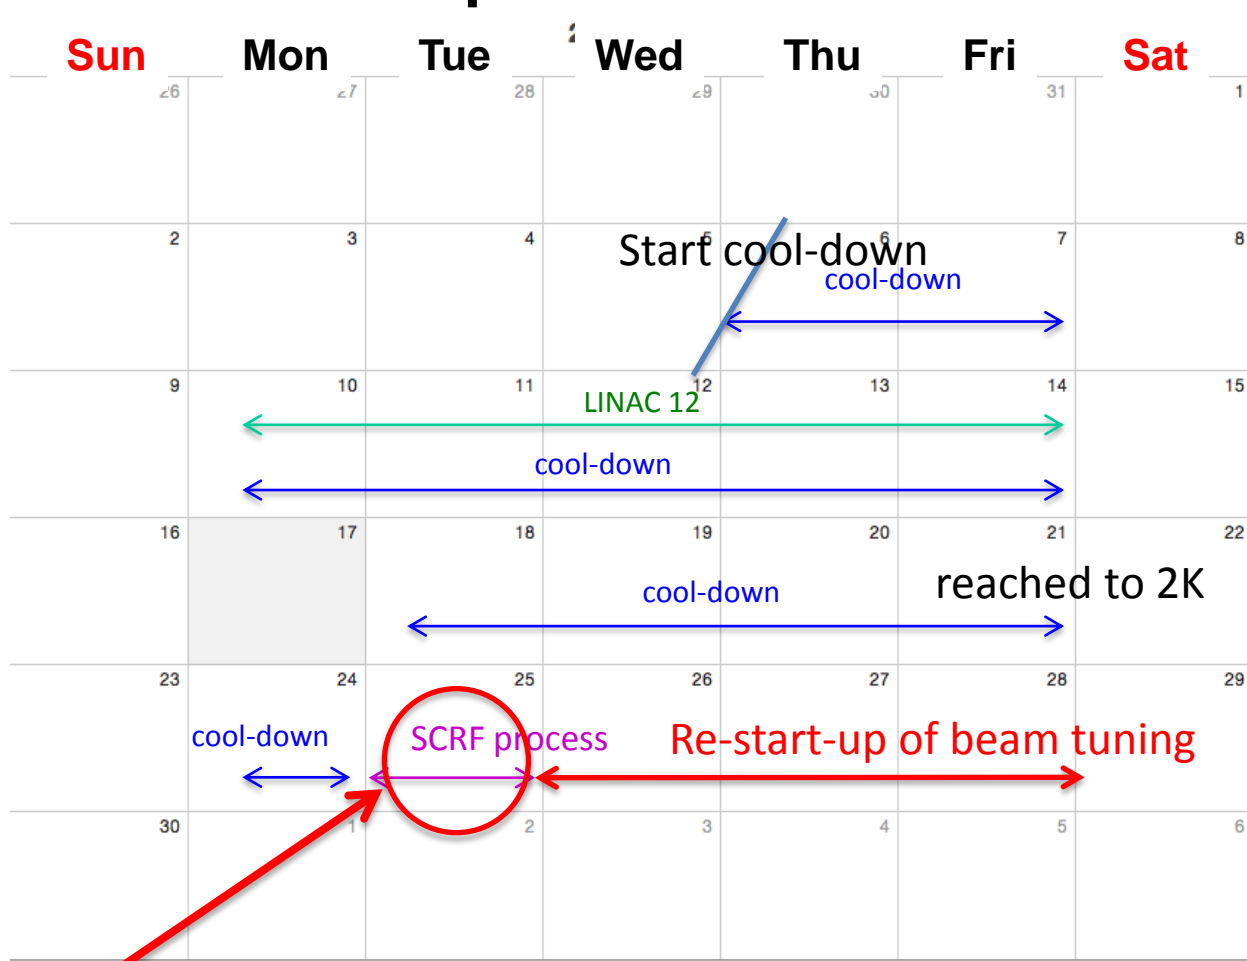 Sun Mon Tue Wed Thu Fri Sat
26 27 28 29 30 31 1
2 3 4 5 6 7 8
Start cool-down
cool-down
9 10 11 12 13 14 15
LINAC 12
cool-down
16 17 18 19 20 21 22
reached to 2K
cool-down
23 24 25 26 27 28 29
cool-down SCRF process Re-start-up of beam tuning
30 1 2 3 4 5 6